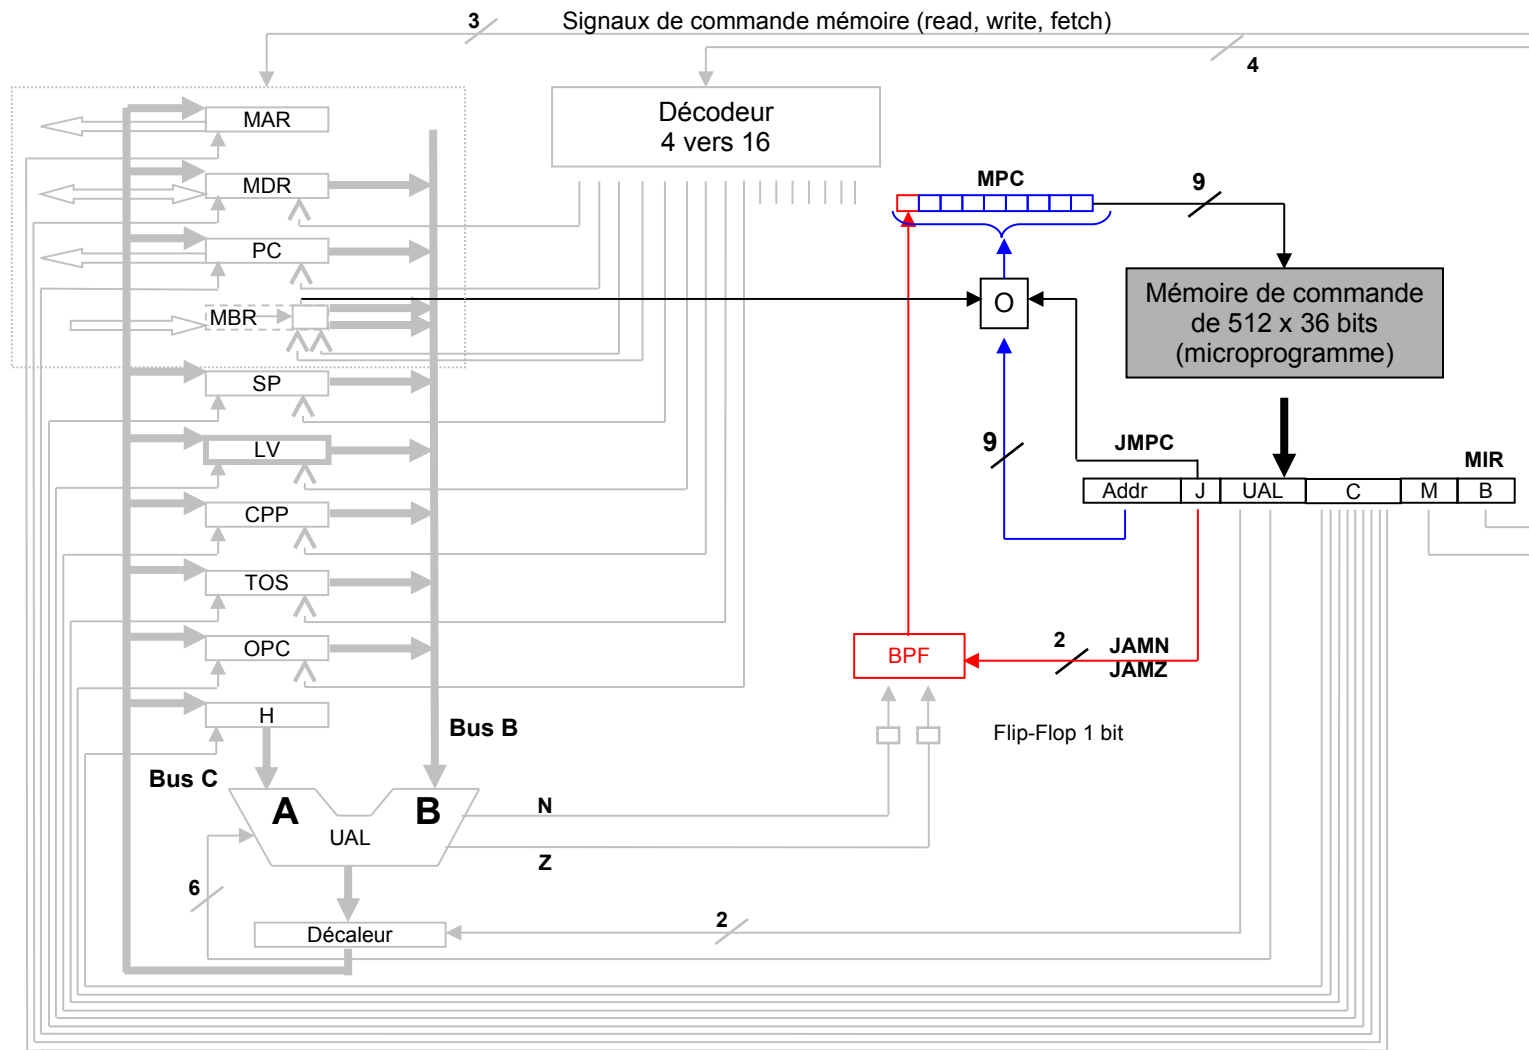 3 Signaux de commande mémoire (read, write, fetch)
4
Décodeur
4 vers 16
MAR
MDR
PC
MBR
SP
LV
CPP
TOS
OPC
H
MPC
9
O
Mémoire de commande
de 512 x 36 bits
(microprogramme)
9
JMPC
MIR
Addr J UAL C M B
BPF
2
JAMN
JAMZ
Flip-Flop 1 bit
Bus B
Bus C
A B
UAL
N
Z
6
Décaleur
2